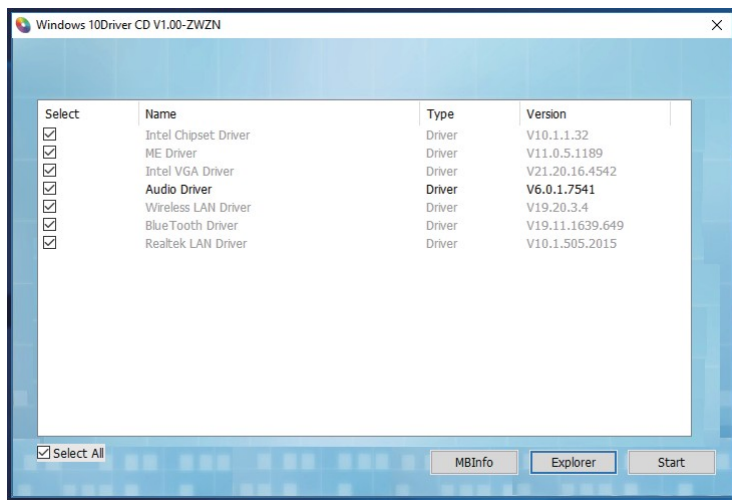 Windows 10Driver CD V1.00-ZWZN
Select Name Type Version
Intel Chipset Driver Driver V10.1.1.32
ME Driver Driver V11.0.5.1189
Intel VGA Driver Driver V21.20.16.4542
Audio Driver Driver V6.0.1.7541
Wireless LAN Driver Driver V19.20.3.4
BlueTooth Driver Driver V19.11.1639.649
Realtek LAN Driver Driver V10.1.505.2015
Select All
MBInfo Explorer Start